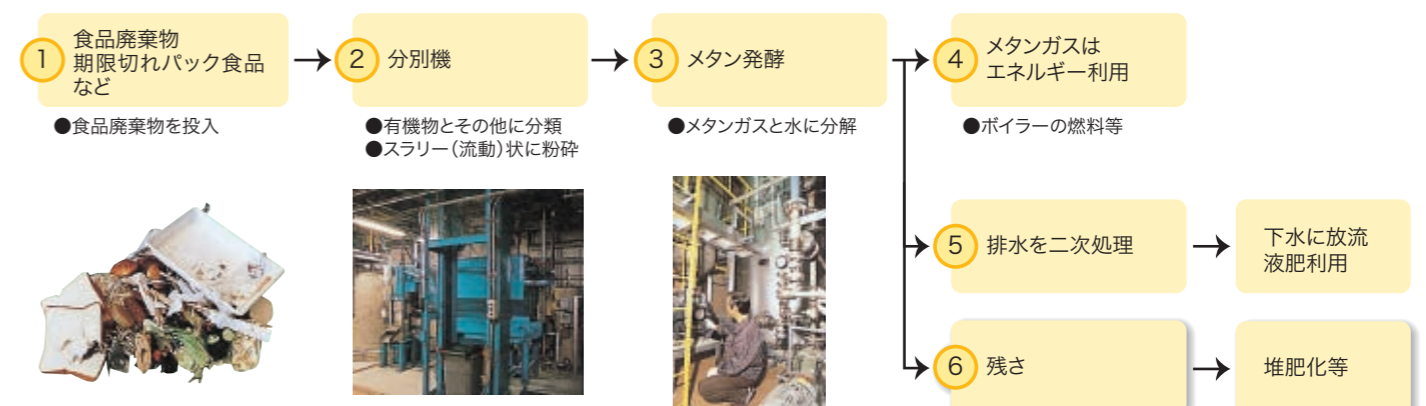 1
食品廃棄物
期限切れパック食品
など
●食品廃棄物を投入
2
分別機
●有機物とその他に分類
●スラリー（流動）状に粉砕
3
メタン発酵
●メタンガスと水に分解
4
メタンガスは
エネルギー利用
●ボイラーの燃料等
5
排水を二次処理
下水に放流
液肥利用
6
残さ
堆肥化等